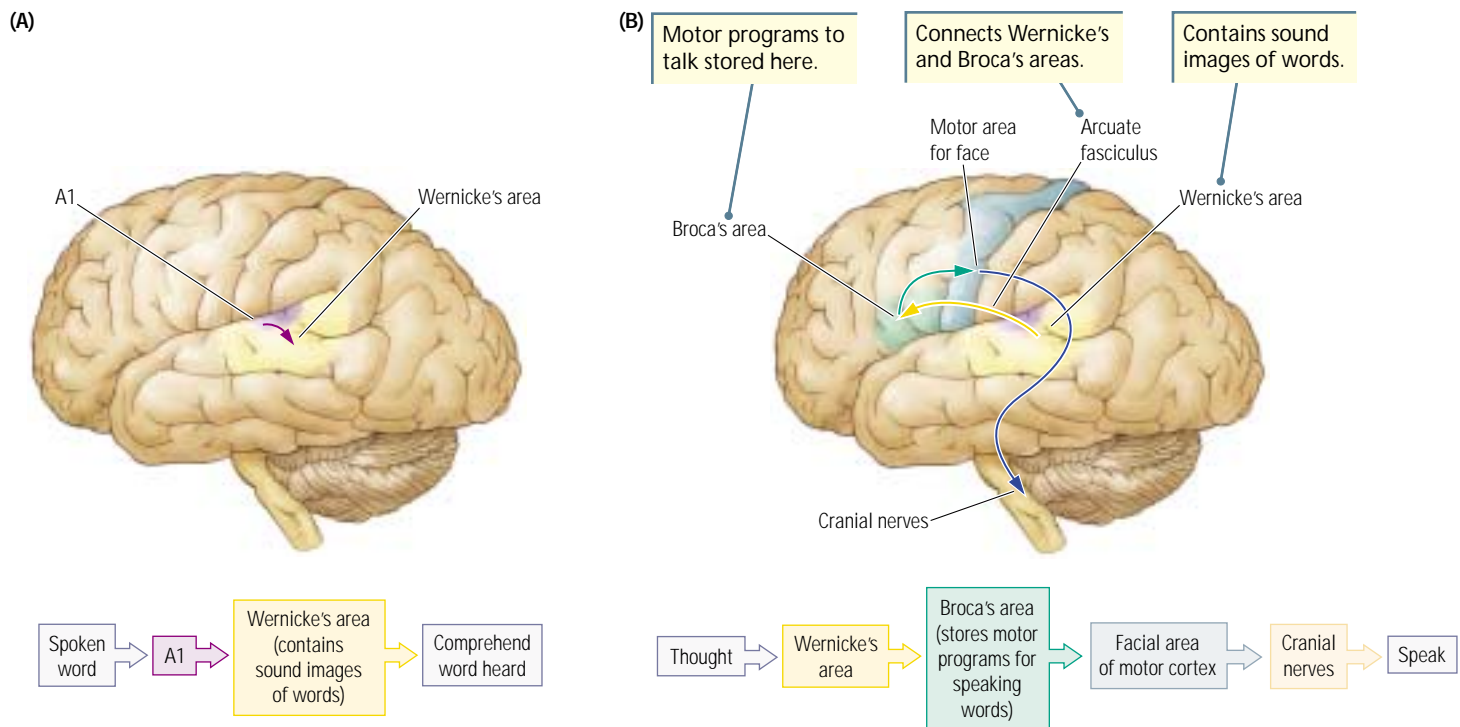 (A)
A1
Wernicke's area
Spoken
word
A1
Wernicke's area
(contains
sound images
of words)
Comprehend
word heard
(B)
Motor programs to
talk stored here.
Connects Wernicke's
and Broca's areas.
Contains sound
images of words.
Motor area
for face
Arcuate
fasciculus
Wernicke's area
Broca's area
Cranial nerves
Thought
Wernicke's
area
Broca's area
(stores motor
programs for
speaking
words)
Facial area
of motor cortex
Cranial
nerves
Speak